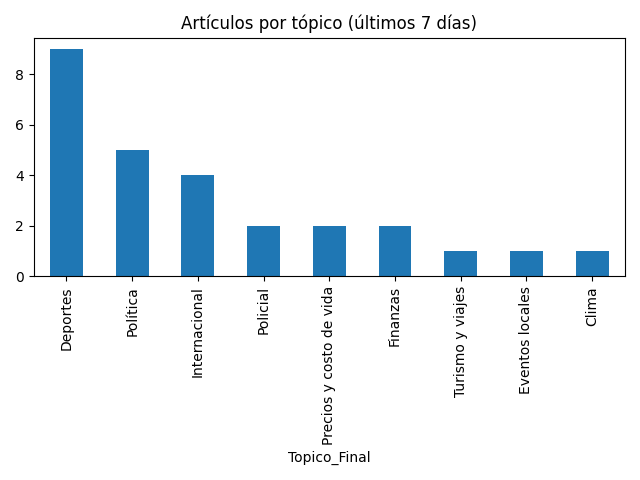 Artículos por tópico (últimos 7 días)
8
6
4
2
0
Deportes
Política
Internacional
Policial
Precios y costo de vida
Finanzas
Turismo y viajes
Eventos locales
Clima
Topico_Final